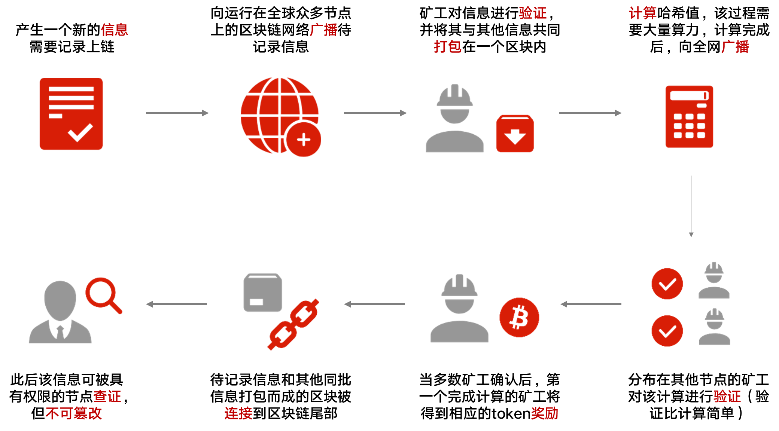 产生一个新的信息
需要记录上链
向运行在全球众多节点
上的区块链网络广播待
记录信息
矿工对信息进行验证，
并将其与其他信息共同
打包在一个区块内
计算哈希值，该过程需
要大量算力，计算完成
后，向全网广播
此后该信息可被具
有权限的节点查证，
但不可篡改
待记录信息和其他同批
信息打包而成的区块被
连接到区块链尾部
当多数矿工确认后，第
一个完成计算的矿工将
得到相应的token奖励
分布在其他节点的矿工
对该计算进行验证（验
证比计算简单）